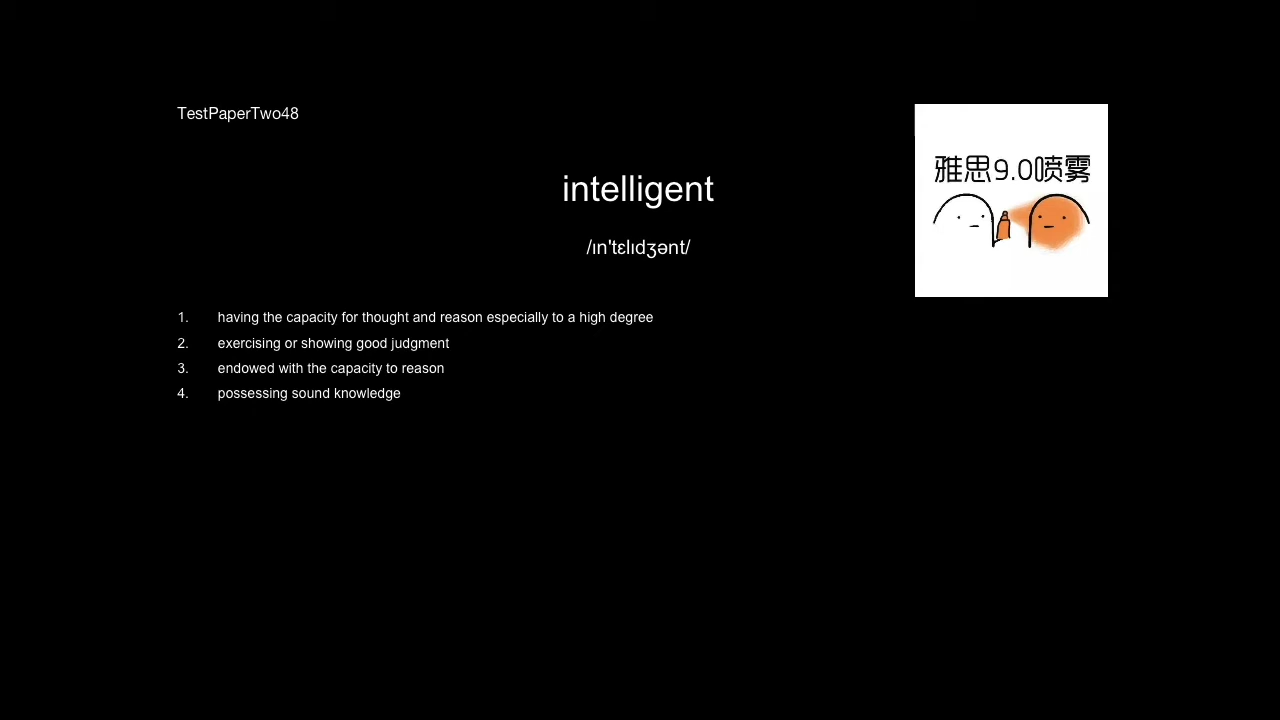 TestPaperTwo48
雅思9.0喷雾
intelligent
/ɪn'tɛlɪdʒənt/
1. having the capacity for thought and reason especially to a high degree
2. exercising or showing good judgment
3. endowed with the capacity to reason
4. possessing sound knowledge